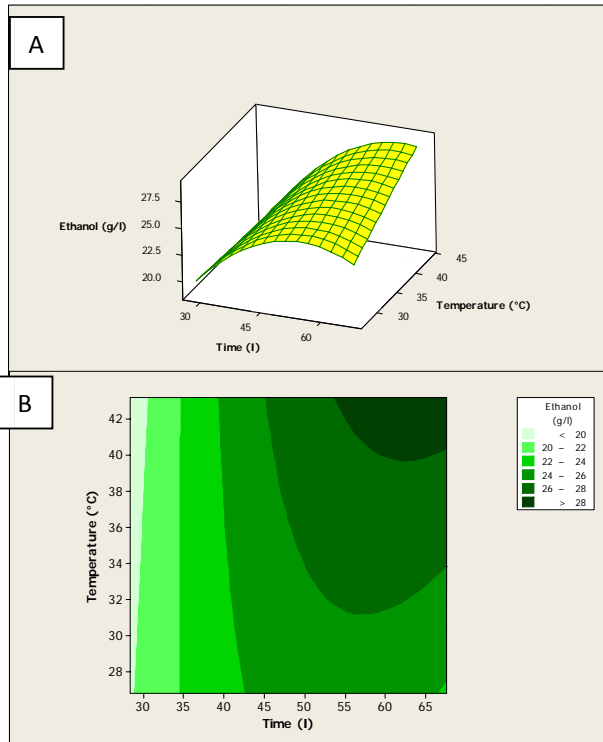 A
27.5
Ethanol (g/l)
25.0
22.5
20.0
30
45
60
Time (I)
45
40
35
30
Temperature (°C)
B
42
40
38
36
34
32
30
28
Temperature (°C)
30 35 40 45 50 55 60 65
Time (I)
Ethanol
(g/l)
< 20
20 – 22
22 – 24
24 – 26
26 – 28
> 28